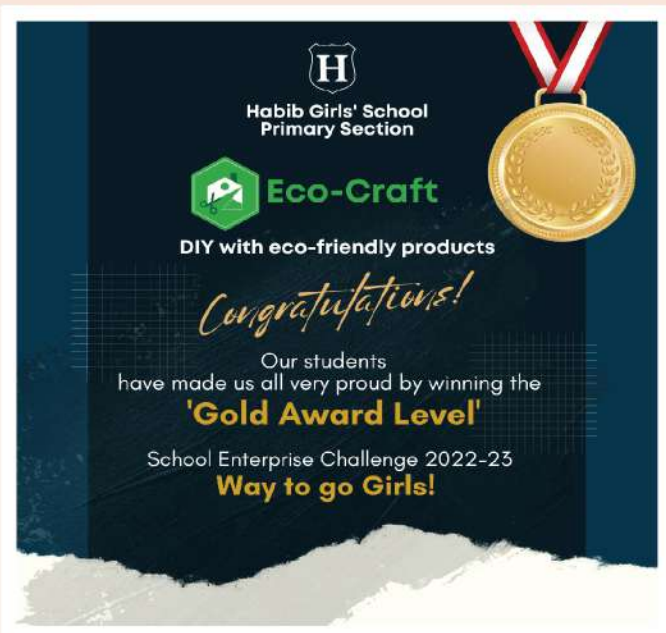 H
Habib Girls' School
Primary Section
Eco-Craft
DIY with eco-friendly products
Congratulations!
Our students
have made us all very proud by winning the
'Gold Award Level'
School Enterprise Challenge 2022-23
Way to go Girls!